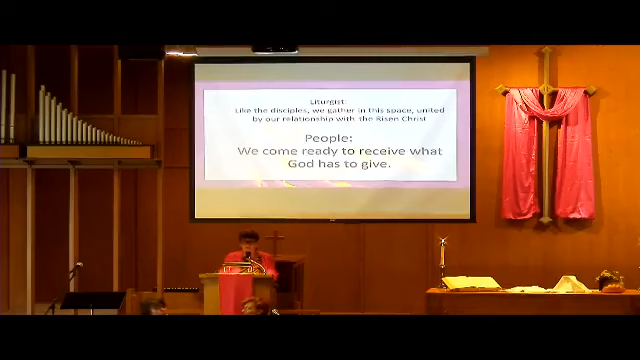 Liturgist:
Like the disciples, we gather in this space, united
by our relationship with the Risen Christ
People:
We come ready to receive what
God has to give.